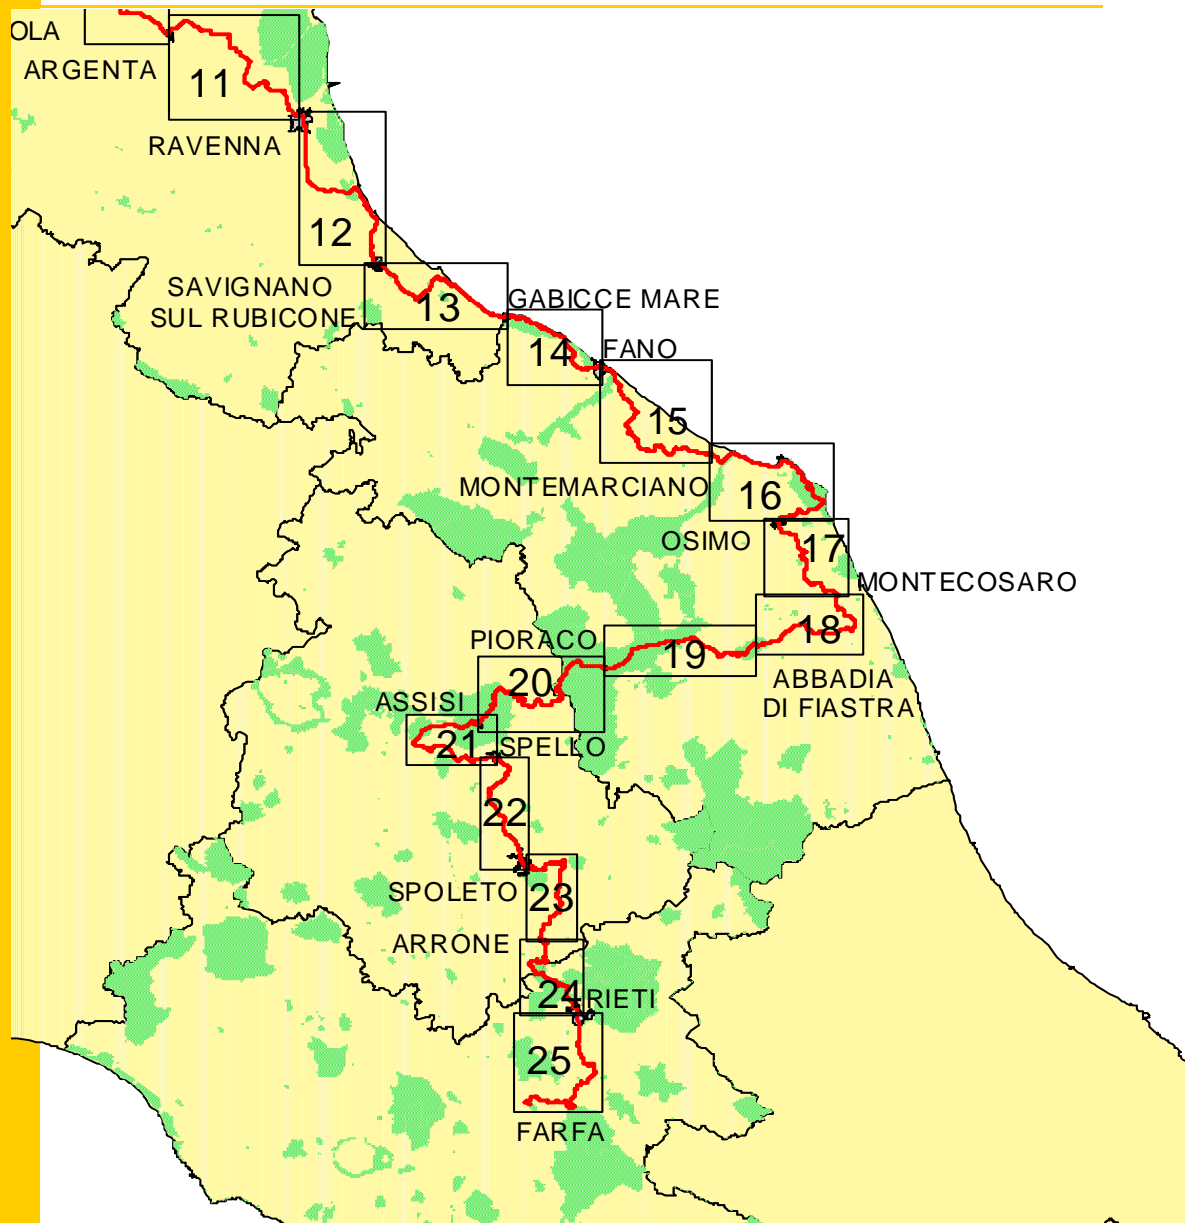 OLA
ARGENTA
11
RAVENNA
12
SAVIGNANO
SUL RUBICONE
13
GABICCE MARE
14
FANO
15
MONTEMARCIANO
16
OSIMO
17
MONTECOSARO
18
PIORACO
19
ABBADIA
DI FIASTRA
20
ASSISI
21
SPELLO
22
SPOLETO
23
ARRONE
24
RIETI
25
FARFA